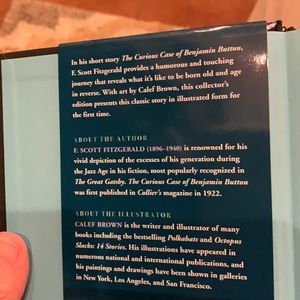 In his short story The Curious Case of Benjamin Button,
F. Scott Fitzgerald provides a humorous and touching
journey that reveals what it's like to be born old and age
in reverse. With art by Calef Brown, this collector's
edition presents this classic story in illustrated form for
the first time.
ABOUT THE AUTHOR
F. SCOTT FITZGERALD (1896–1940) is renowned for his
vivid depiction of the excesses of his generation during
the Jazz Age in his fiction, most popularly recognized in
The Great Gatsby. The Curious Case of Benjamin Button
was first published in Collier's magazine in 1922.
ABOUT THE ILLUSTRATOR
CALEF BROWN is the writer and illustrator of many
books including the bestselling Polkabats and Octopus
Slacks: 14 Stories. His illustrations have appeared in
numerous national and international publications, and
his paintings and drawings have been shown in galleries
in New York, Los Angeles, and San Francisco.